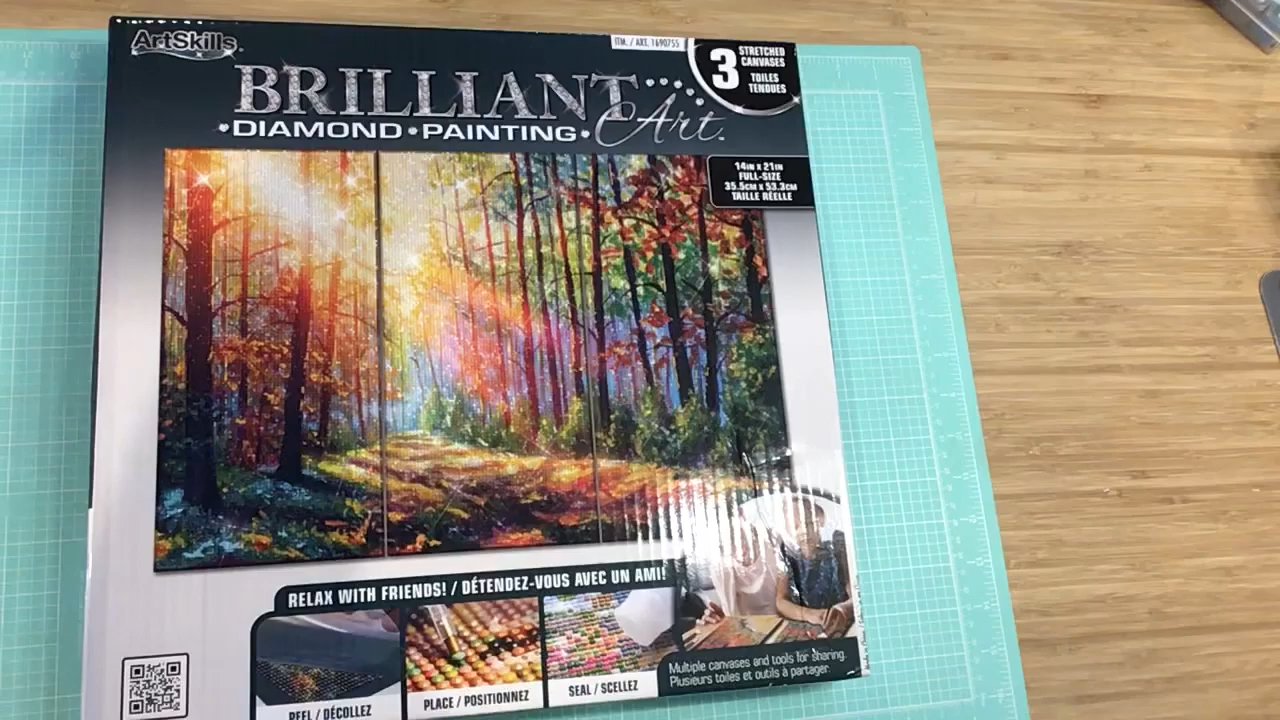 ArtSkills
ITM. / ART. 1690755
3
STRETCHED
CANVASES
TOILES
TENDUES
BRILLIANT
Art
•DIAMOND•PAINTING•
14IN X 21IN
FULL-SIZE
35.5CM X 53.3CM
TAILLE RÉELLE
RELAX WITH FRIENDS! / DÉTENDEZ-VOUS AVEC UN AMI!
PEEL / DÉCOLLEZ
PLACE / POSITIONNEZ
SEAL / SCELLEZ
Multiple canvases and tools for sharing.
Plusieurs toiles et outils à partager.